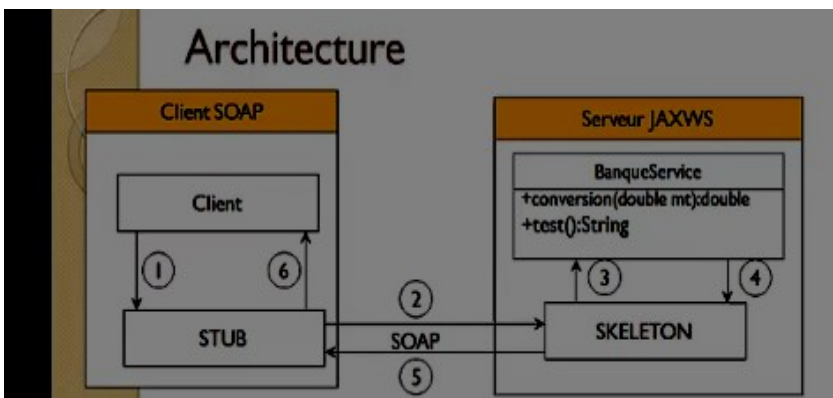 Architecture
Client SOAP
Client
1
6
STUB
2
SOAP
5
Serveur JAXWS
BanqueService
+conversion(double mt):double
+test():String
3
4
SKELETON